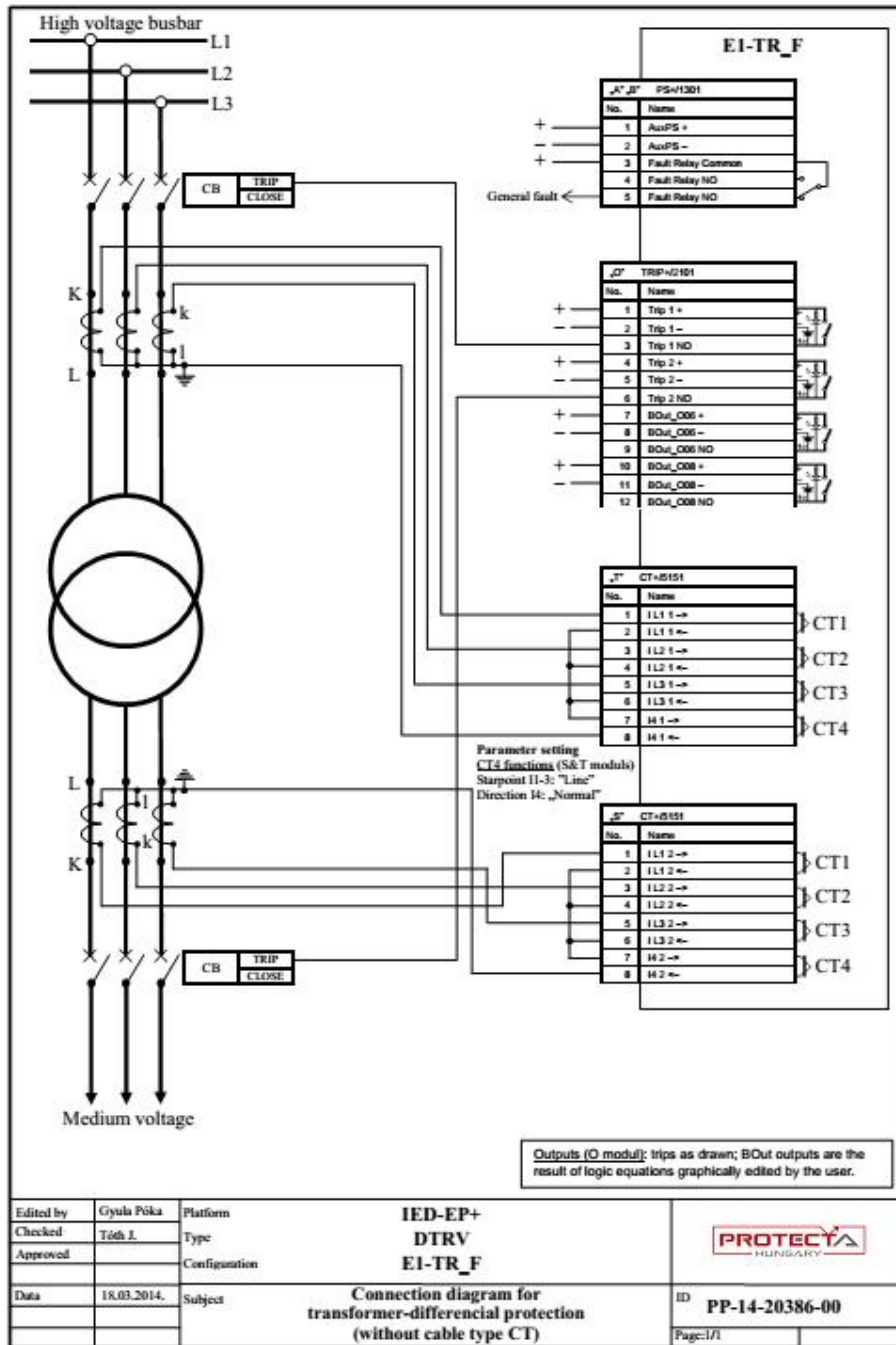 High voltage busbar
L1
L2
L3
E1-TR_F
„A” „B” PS+/1301
No. Name
+ 1 AuxPS +
– 2 AuxPS –
+ 3 Fault Relay Common
4 Fault Relay NO
General fault 5 Fault Relay NO
CB TRIP
CLOSE
„O” TRIP+/2101
No. Name
+ 1 Trip 1 +
– 2 Trip 1 –
3 Trip 1 NO
+ 4 Trip 2 +
– 5 Trip 2 –
6 Trip 2 NO
+ 7 BOut_O06 +
– 8 BOut_O06 –
9 BOut_O06 NO
+ 10 BOut_O08 +
– 11 BOut_O08 –
12 BOut_O08 NO
K
k
l
L
„T” CT+/5151
No. Name
1 I L1 1 -->
2 I L1 1 <--
3 I L2 1 -->
4 I L2 1 <--
5 I L3 1 -->
6 I L3 1 <--
7 I4 1 -->
8 I4 1 <--
CT1
CT2
CT3
CT4
Parameter setting
CT4 functions (S&T moduls)
Starpoint I1-3: "Line"
Direction I4: „Normal”
L
l
k
K
„S” CT+/5151
No. Name
1 I L1 2 -->
2 I L1 2 <--
3 I L2 2 -->
4 I L2 2 <--
5 I L3 2 -->
6 I L3 2 <--
7 I4 2 -->
8 I4 2 <--
CT1
CT2
CT3
CT4
CB TRIP
CLOSE
Medium voltage
Outputs (O modul): trips as drawn; BOut outputs are the
result of logic equations graphically edited by the user.
Edited by Gyula Póka
Checked Tóth J.
Approved
Data 18.03.2014.
Platform IED-EP+
Type DTRV
Configuration E1-TR_F
Subject Connection diagram for
transformer-differencial protection
(without cable type CT)
PROTECTA
HUNGARY
ID PP-14-20386-00
Page:1/1